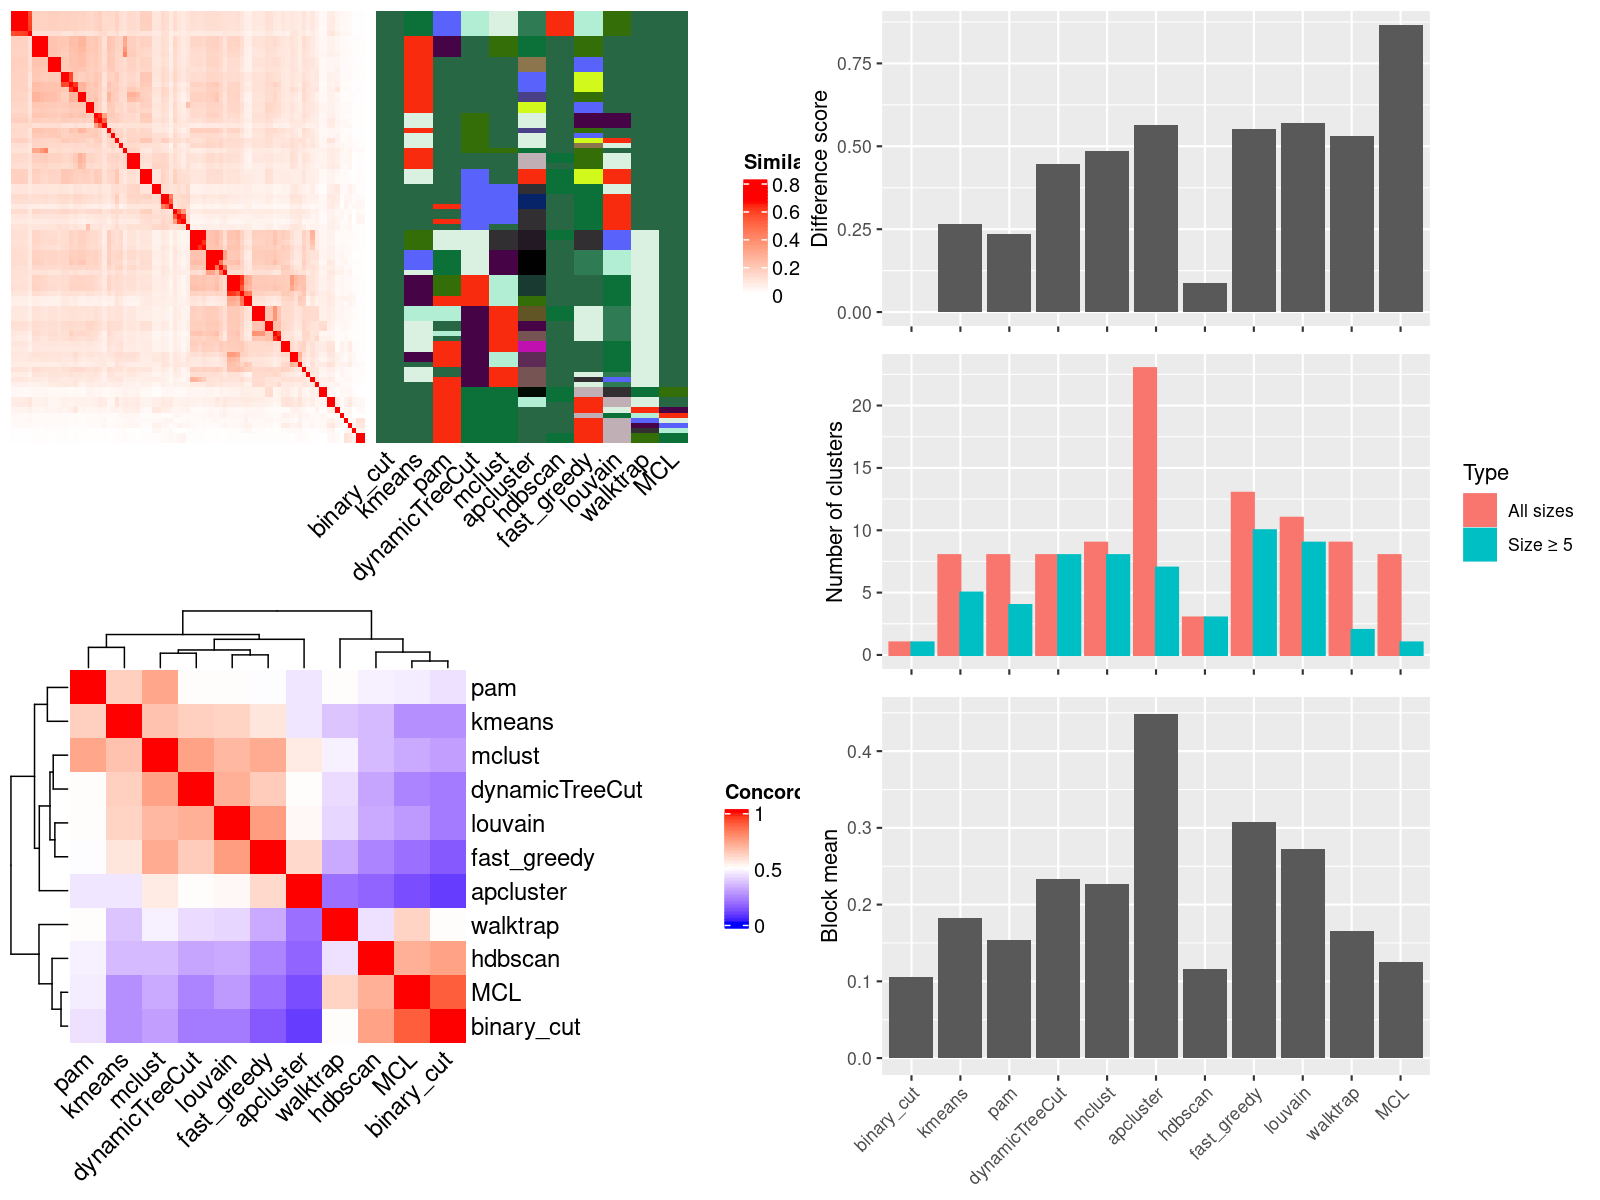 Simila
0.8
0.6
0.4
0.2
0
binary_cut
kmeans
pam
dynamicTreeCut
mclust
apcluster
hdbscan
fast_greedy
louvain
walktrap
MCL
pam
kmeans
mclust
dynamicTreeCut
louvain
fast_greedy
apcluster
walktrap
hdbscan
MCL
binary_cut
pam
kmeans
mclust
dynamicTreeCut
louvain
fast_greedy
apcluster
walktrap
hdbscan
MCL
binary_cut
Concord
1
0.5
0
Difference score
0.75
0.50
0.25
0.00
Number of clusters
20
15
10
5
0
Type
All sizes
Size ≥ 5
Block mean
0.4
0.3
0.2
0.1
0.0
binary_cut
kmeans
pam
dynamicTreeCut
mclust
apcluster
hdbscan
fast_greedy
louvain
walktrap
MCL